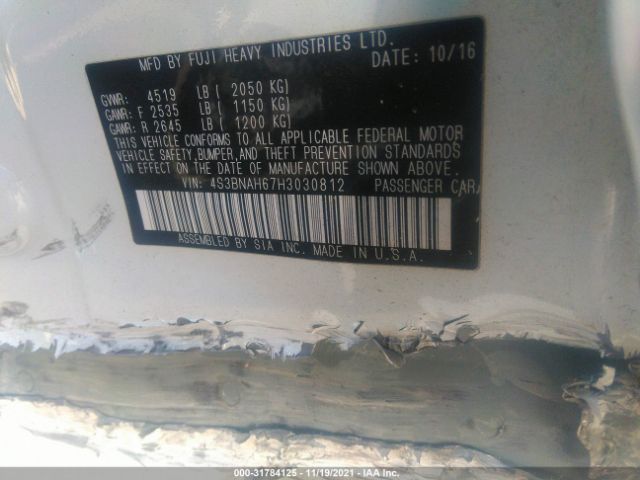 MFD BY FUJI HEAVY INDUSTRIES LTD.
DATE: 10/16
GVWR: 4519 LB ( 2050 KG)
GAWR: F 2535 LB ( 1150 KG)
GAWR: R 2645 LB ( 1200 KG)
THIS VEHICLE CONFORMS TO ALL APPLICABLE FEDERAL MOTOR
VEHICLE SAFETY,BUMPER,AND THEFT PREVENTION STANDARDS
IN EFFECT ON THE DATE OF MANUFACTURE SHOWN ABOVE.
VIN: 4S3BNAH67H3030812 PASSENGER CAR
ASSEMBLED BY SIA INC. MADE IN U.S.A.
000-31784125 - 11/19/2021 - IAA Inc.